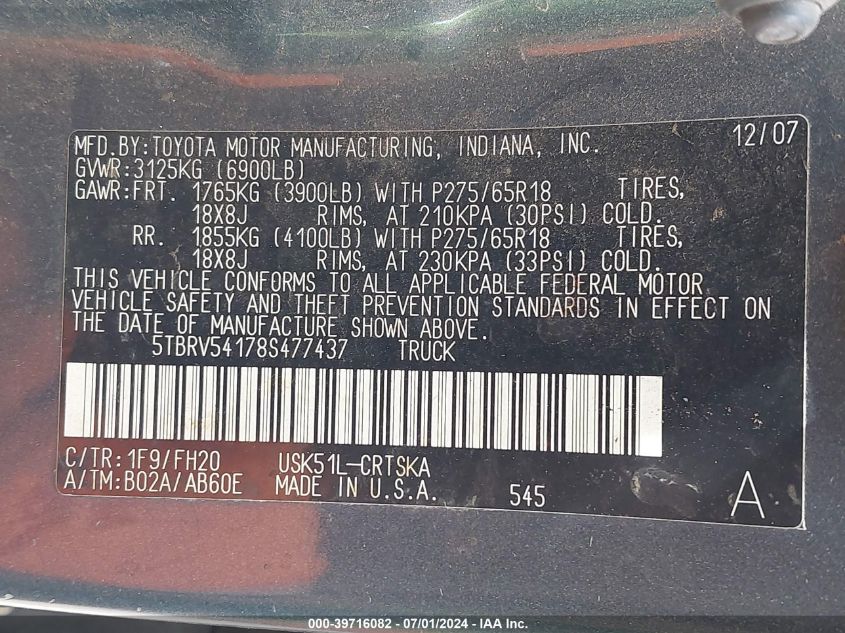 MFD.BY:TOYOTA MOTOR MANUFACTURING, INDIANA, INC. 12/07
GVWR:3125KG (6900LB)
GAWR:FRT. 1765KG (3900LB) WITH P275/65R18 TIRES,
18X8J RIMS, AT 210KPA (30PSI) COLD.
RR. 1855KG (4100LB) WITH P275/65R18 TIRES,
18X8J RIMS, AT 230KPA (33PSI) COLD.
THIS VEHICLE CONFORMS TO ALL APPLICABLE FEDERAL MOTOR
VEHICLE SAFETY AND THEFT PREVENTION STANDARDS IN EFFECT ON
THE DATE OF MANUFACTURE SHOWN ABOVE.
5TBRV54178S477437 TRUCK
C/TR:1F9/FH20 USK51L-CRTSKA
A/TM:B02A/AB60E MADE IN U.S.A. 545 A
000-39716082 - 07/01/2024 - IAA Inc.